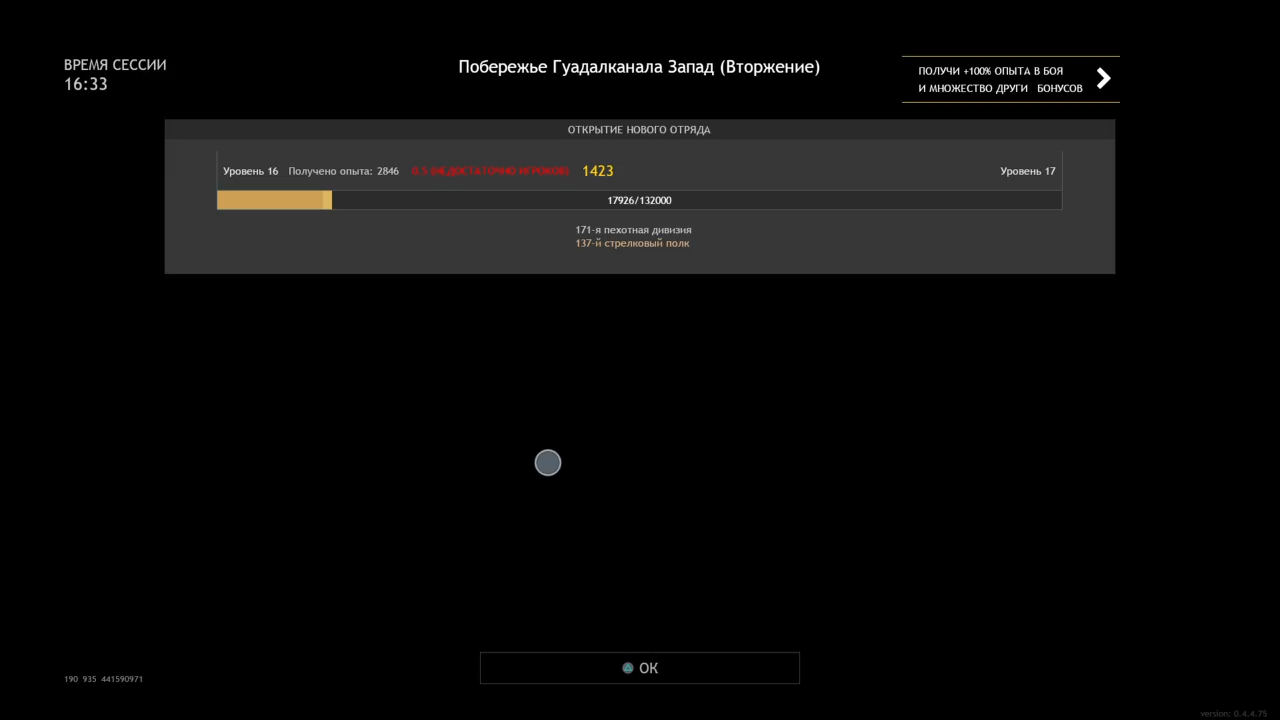 ВРЕМЯ СЕССИИ
16:33
Побережье Гуадалканала Запад (Вторжение)
ПОЛУЧИ +100% ОПЫТА В БОЯ
И МНОЖЕСТВО ДРУГИ БОНУСОВ
ОТКРЫТИЕ НОВОГО ОТРЯДА
Уровень 16 Получено опыта: 2846 0.5 (НЕДОСТАТОЧНО ИГРОКОВ) 1423 Уровень 17
17926/132000
171-я пехотная дивизия
137-й стрелковый полк
OK
190 935 441590971
version: 0.4.4.75